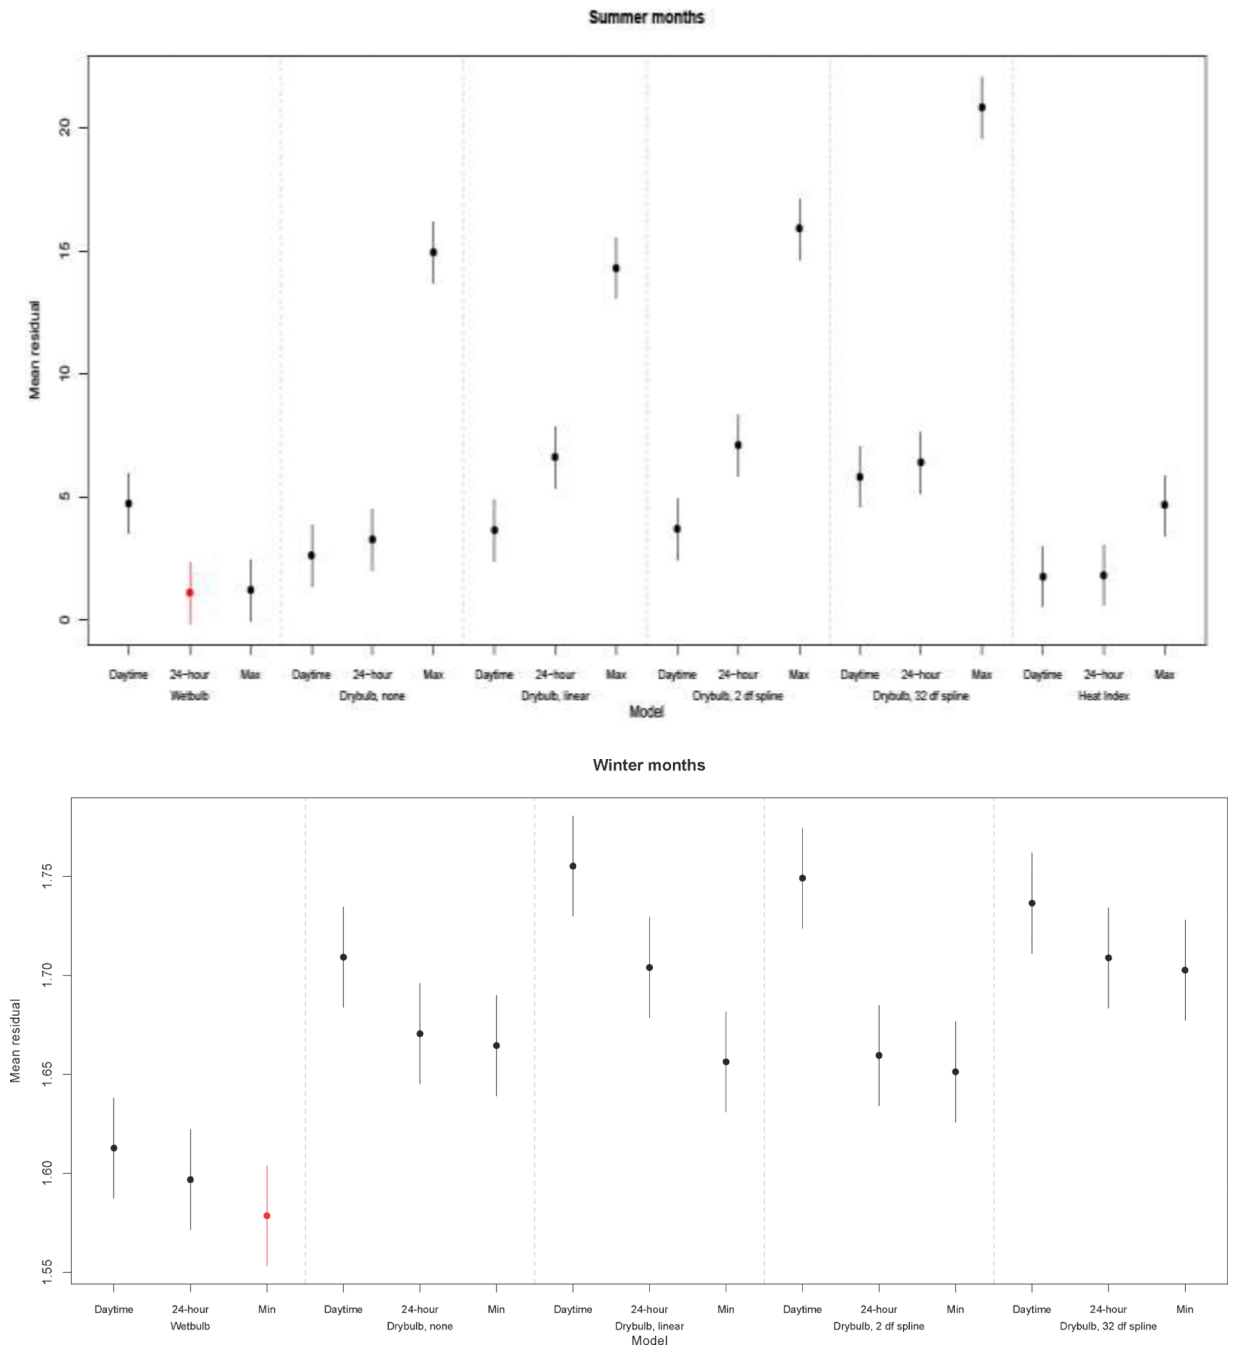 Summer months
Mean residual
20
15
10
5
0
Daytime 24-hour Max Daytime 24-hour Max Daytime 24-hour Max Daytime 24-hour Max Daytime 24-hour Max Daytime 24-hour Max
Wetbulb Drybulb, none Drybulb, linear Drybulb, 2 df spline Drybulb, 32 df spline Heat Index
Model
Winter months
Mean residual
1.75
1.70
1.65
1.60
1.55
Daytime 24-hour Min Daytime 24-hour Min Daytime 24-hour Min Daytime 24-hour Min Daytime 24-hour Min
Wetbulb Drybulb, none Drybulb, linear Drybulb, 2 df spline Drybulb, 32 df spline
Model